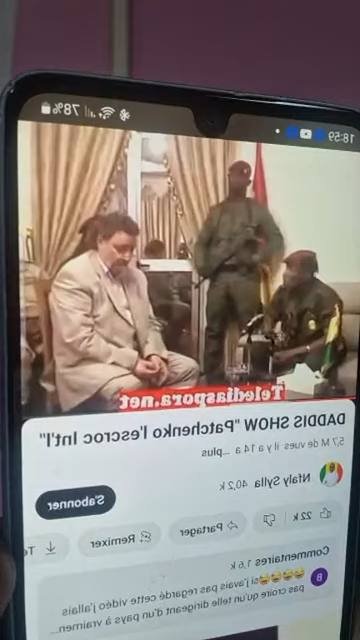 18:59
78%
Telediaspora.net
DADDIS SHOW "Patchenko l'escroc Int'l"
5,7 M de vues il y a 14 a ...plus
Nfaly Sylla 40,2 k
S'abonner
22 k
Partager
Remixer
Té
Commentaires 1,6 k
B
😂😂😂😂si j'avais pas regardé cette vidéo j'allais
pas croire qu'un telle dirigeant d'un pays à vraimen...